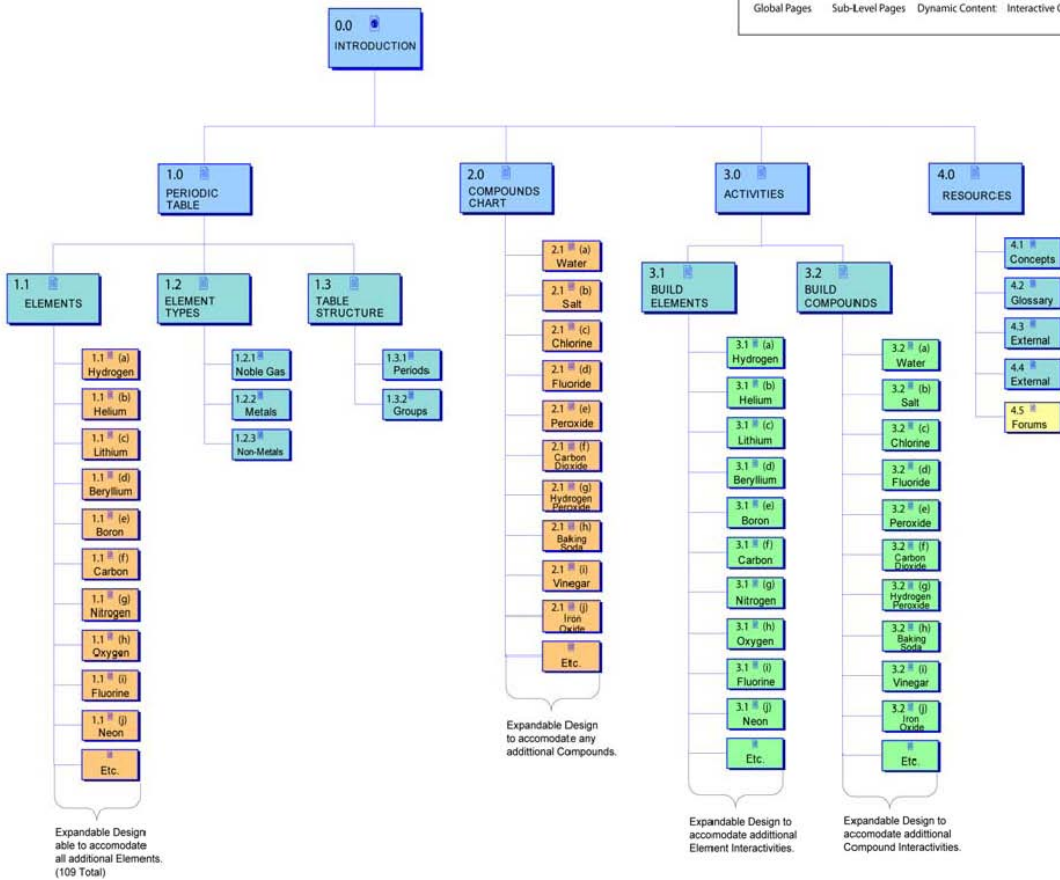 Global Pages Sub-Level Pages Dynamic Content Interactive
0.0
INTRODUCTION
1.0
PERIODIC
TABLE
2.0
COMPOUNDS
CHART
3.0
ACTIVITIES
4.0
RESOURCES
1.1
ELEMENTS
1.2
ELEMENT
TYPES
1.3
TABLE
STRUCTURE
1.1 (a)
Hydrogen
1.1 (b)
Helium
1.1 (c)
Lithium
1.1 (d)
Beryllium
1.1 (e)
Boron
1.1 (f)
Carbon
1.1 (g)
Nitrogen
1.1 (h)
Oxygen
1.1 (i)
Fluorine
1.1 (j)
Neon
Etc.
Expandable Design
able to accomodate
all additional Elements.
(109 Total)
1.2.1
Noble Gas
1.2.2
Metals
1.2.3
Non-Metals
1.3.1
Periods
1.3.2
Groups
2.1 (a)
Water
2.1 (b)
Salt
2.1 (c)
Chlorine
2.1 (d)
Fluoride
2.1 (e)
Peroxide
2.1 (f)
Carbon
Dioxide
2.1 (g)
Hydrogen
Peroxide
2.1 (h)
Baking
Soda
2.1 (i)
Vinegar
2.1 (j)
Iron
Oxide
Etc.
Expandable Design
to accomodate any
addittional Compounds.
3.1
BUILD
ELEMENTS
3.1 (a)
Hydrogen
3.1 (b)
Helium
3.1 (c)
Lithium
3.1 (d)
Beryllium
3.1 (e)
Boron
3.1 (f)
Carbon
3.1 (g)
Nitrogen
3.1 (h)
Oxygen
3.1 (i)
Fluorine
3.1 (j)
Neon
Etc.
Expandable Design to
accomodate addittional
Element Interactivities.
3.2
BUILD
COMPOUNDS
3.2 (a)
Water
3.2 (b)
Salt
3.2 (c)
Chlorine
3.2 (d)
Fluoride
3.2 (e)
Peroxide
3.2 (f)
Carbon
Dioxide
3.2 (g)
Hydrogen
Peroxide
3.2 (h)
Baking
Soda
3.2 (i)
Vinegar
3.2 (j)
Iron
Oxide
Etc.
Expandable Design to
accomodate addittional
Compound Interactivities.
4.1
Concepts
4.2
Glossary
4.3
External
4.4
External
4.5
Forums